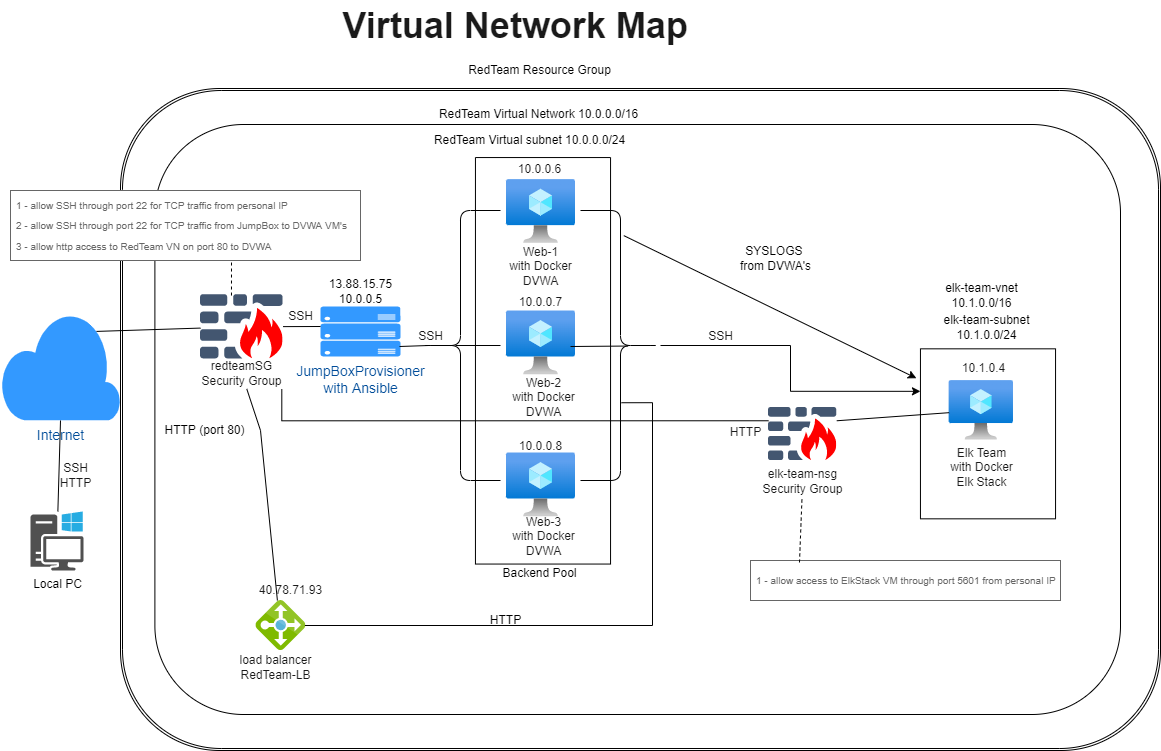 Virtual Network Map
RedTeam Resource Group
RedTeam Virtual Network 10.0.0.0/16
RedTeam Virtual subnet 10.0.0.0/24
1 - allow SSH through port 22 for TCP traffic from personal IP
2 - allow SSH through port 22 for TCP traffic from JumpBox to DVWA VM's
3 - allow http access to RedTeam VN on port 80 to DVWA
10.0.0.6
Web-1
with Docker
DVWA
SYSLOGS
from DVWA's
13.88.15.75
10.0.0.5
SSH
redteamSG
Security Group
JumpBoxProvisioner
with Ansible
SSH
10.0.0.7
Web-2
with Docker
DVWA
SSH
elk-team-vnet
10.1.0.0/16
elk-team-subnet
10.1.0.0/24
10.1.0.4
Elk Team
with Docker
Elk Stack
Internet
HTTP (port 80)
HTTP
elk-team-nsg
Security Group
10.0.0.8
Web-3
with Docker
DVWA
Backend Pool
SSH
HTTP
Local PC
1 - allow access to ElkStack VM through port 5601 from personal IP
40.78.71.93
HTTP
load balancer
RedTeam-LB